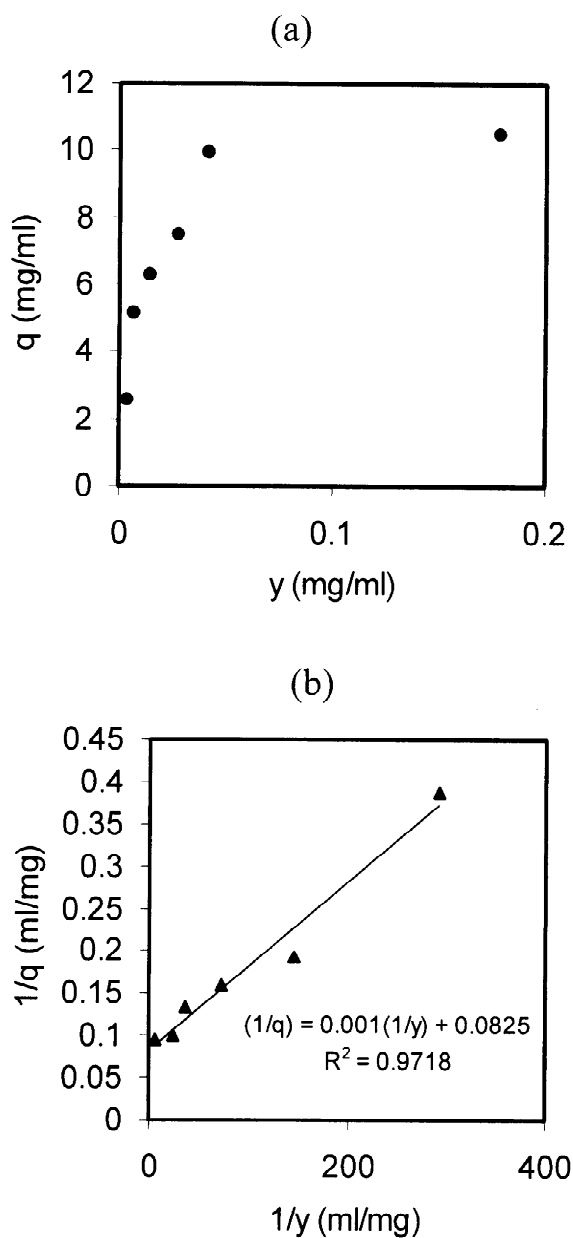 (a)
12
10
8
6
4
2
0
q (mg/ml)
0 0.1 0.2
y (mg/ml)
(b)
0.45
0.4
0.35
0.3
0.25
0.2
0.15
0.1
0.05
0
1/q (ml/mg)
(1/q) = 0.001(1/y) + 0.0825
R² = 0.9718
0 200 400
1/y (ml/mg)